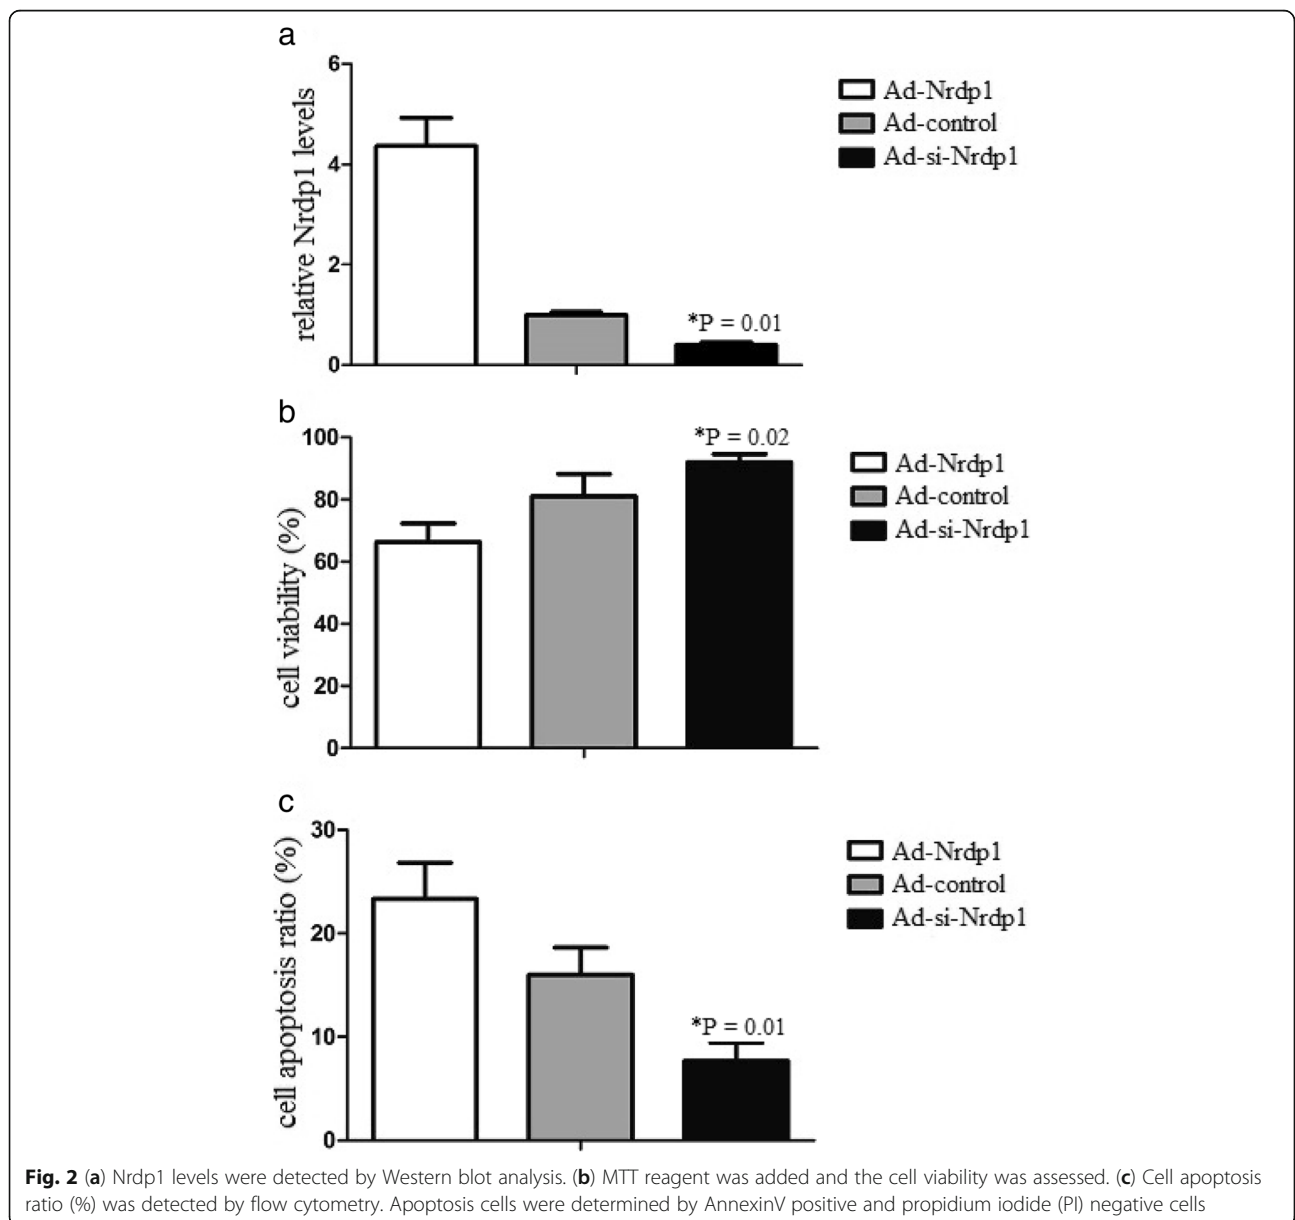 a
6
4
2
0
relative Nrdp1 levels
*P = 0.01
Ad-Nrdp1
Ad-control
Ad-si-Nrdp1
b
100
80
60
40
20
0
cell viability (%)
*P = 0.02
Ad-Nrdp1
Ad-control
Ad-si-Nrdp1
c
30
20
10
0
cell apoptosis ratio (%)
*P = 0.01
Ad-Nrdp1
Ad-control
Ad-si-Nrdp1
Fig. 2 (a) Nrdp1 levels were detected by Western blot analysis. (b) MTT reagent was added and the cell viability was assessed. (c) Cell apoptosis
ratio (%) was detected by flow cytometry. Apoptosis cells were determined by AnnexinV positive and propidium iodide (PI) negative cells